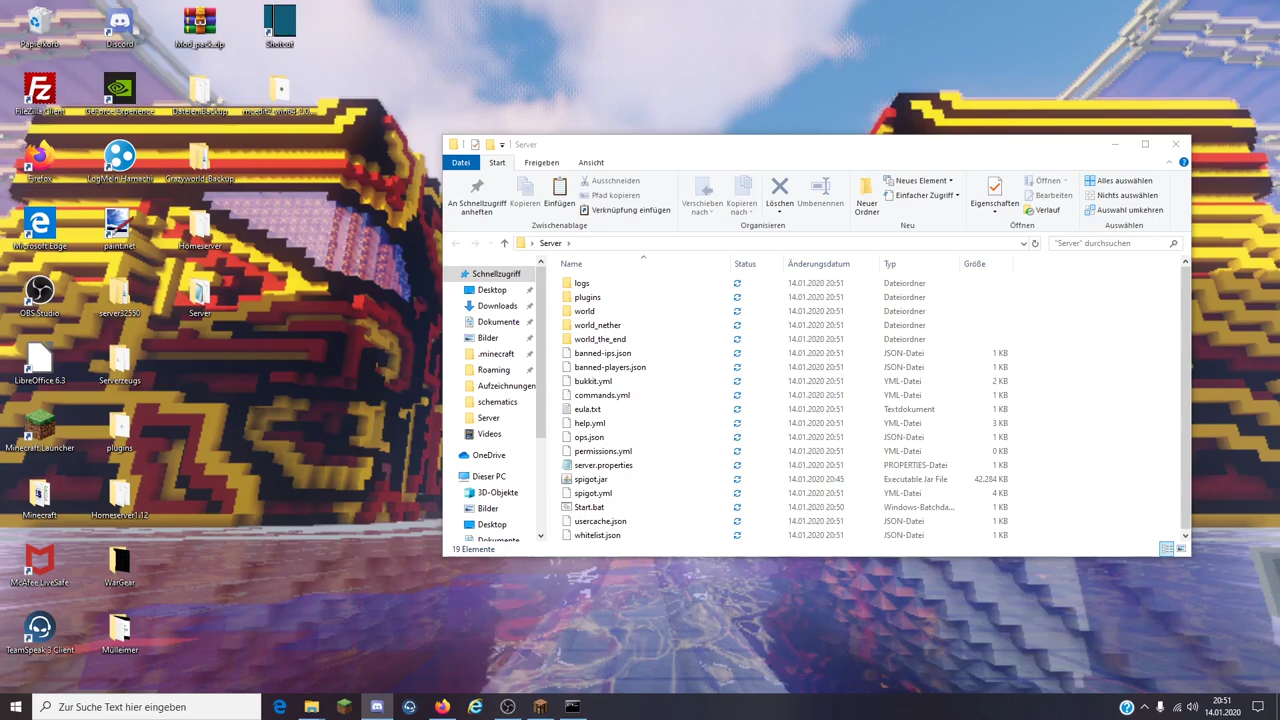 Papierkorb
Discord
Mod_pack.zip
Shotcut
FileZilla Client
GeForce Experience
Dateien Backup
mcedit2-win64-2.0...
Firefox
LogMeIn Hamachi
Crazyworld_Backup
Microsoft Edge
paint.net
Homeserver
OBS Studio
server32550
Server
LibreOffice 6.3
Serverzeugs
Minecraft Launcher
plugins
Minecraft
Homeserver1.12
McAfee LiveSafe
WarGear
TeamSpeak 3 Client
Mülleimer
Server
Datei Start Freigeben Ansicht
An Schnellzugriff anheften
Kopieren
Einfügen
Ausschneiden
Pfad kopieren
Verknüpfung einfügen
Zwischenablage
Verschieben nach
Kopieren nach
Löschen
Umbenennen
Organisieren
Neuer Ordner
Neues Element
Einfacher Zugriff
Neu
Eigenschaften
Öffnen
Bearbeiten
Verlauf
Öffnen
Alles auswählen
Nichts auswählen
Auswahl umkehren
Auswählen
Server
"Server" durchsuchen
Schnellzugriff
Desktop
Downloads
Dokumente
Bilder
.minecraft
Roaming
Aufzeichnungen
schematics
Server
Videos
OneDrive
Dieser PC
3D-Objekte
Bilder
Desktop
Dokumente
Name Status Änderungsdatum Typ Größe
logs 14.01.2020 20:51 Dateiordner
plugins 14.01.2020 20:51 Dateiordner
world 14.01.2020 20:51 Dateiordner
world_nether 14.01.2020 20:51 Dateiordner
world_the_end 14.01.2020 20:51 Dateiordner
banned-ips.json 14.01.2020 20:51 JSON-Datei 1 KB
banned-players.json 14.01.2020 20:51 JSON-Datei 1 KB
bukkit.yml 14.01.2020 20:51 YML-Datei 2 KB
commands.yml 14.01.2020 20:51 YML-Datei 1 KB
eula.txt 14.01.2020 20:51 Textdokument 1 KB
help.yml 14.01.2020 20:51 YML-Datei 3 KB
ops.json 14.01.2020 20:51 JSON-Datei 1 KB
permissions.yml 14.01.2020 20:51 YML-Datei 0 KB
server.properties 14.01.2020 20:51 PROPERTIES-Datei 1 KB
spigot.jar 14.01.2020 20:45 Executable Jar File 42.284 KB
spigot.yml 14.01.2020 20:51 YML-Datei 4 KB
Start.bat 14.01.2020 20:50 Windows-Batchda... 1 KB
usercache.json 14.01.2020 20:51 JSON-Datei 1 KB
whitelist.json 14.01.2020 20:51 JSON-Datei 1 KB
19 Elemente
Zur Suche Text hier eingeben
20:51
14.01.2020